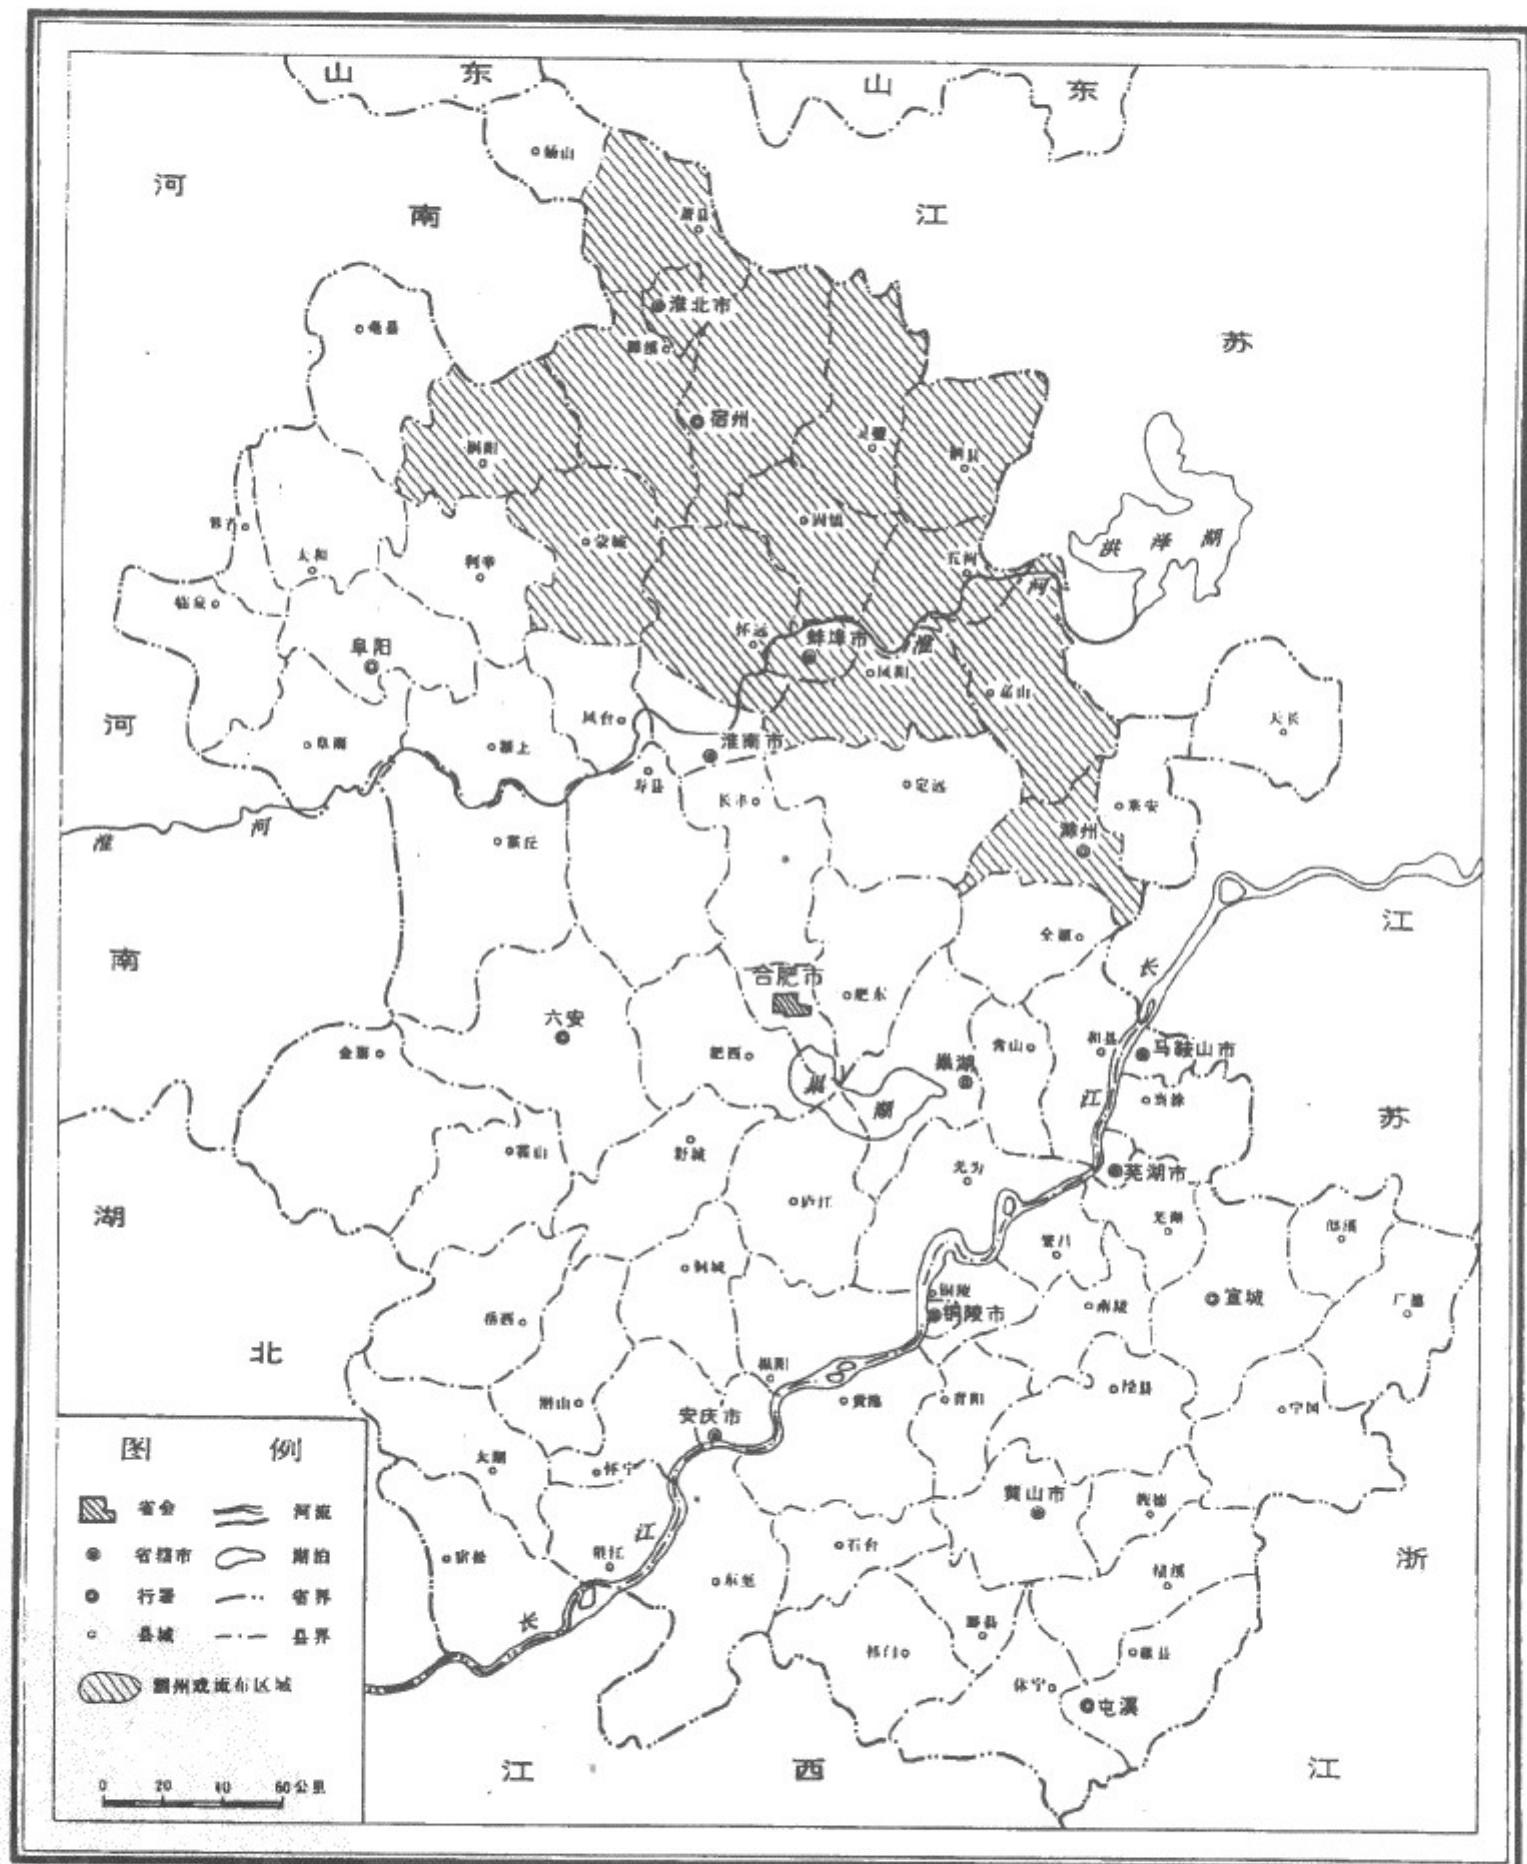 山 东
山 东
砀山
河
南
江
萧县
淮北市
濉溪
亳县
苏
宿州
涡阳
灵璧
泗县
界首
太和
利辛
蒙城
固镇
五河
洪泽湖
河
临泉
阜阳
怀远
蚌埠市
淮
凤阳
嘉山
河
阜南
颍上
凤台
淮南市
天长
寿县
长丰
定远
来安
淮
河
霍丘
滁州
江
南
全椒
长
合肥市
肥东
六安
金寨
肥西
巢湖
含山
和县
马鞍山市
巢
湖
江
当涂
苏
霍山
舒城
无为
芜湖市
湖
庐江
芜湖
郎溪
繁昌
桐城
铜陵
铜陵市
南陵
宣城
广德
岳西
北
枞阳
潜山
贵池
青阳
泾县
宁国
安庆市
太湖
怀宁
黄山市
旌德
江
宿松
望江
石台
浙
东至
绩溪
长
黟县
祁门
歙县
休宁
屯溪
江
西
江
图 例
省会 河流
省辖市 湖泊
行署 省界
县城 县界
泗州戏流布区域
0 20 40 60公里